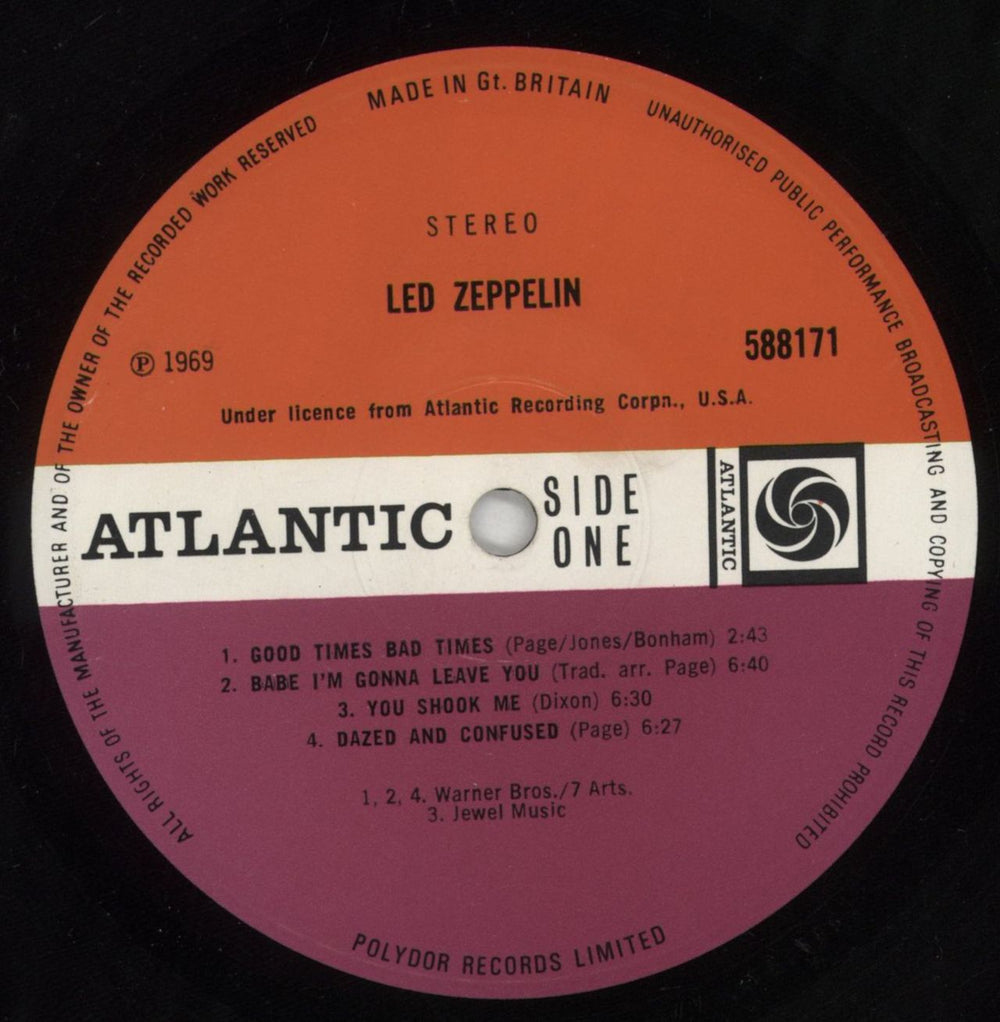 MADE IN Gt. BRITAIN
UNAUTHORISED PUBLIC PERFORMANCE BROADCASTING AND COPYING OF THIS RECORD PROHIBITED
ALL RIGHTS OF THE MANUFACTURER AND OF THE OWNER OF THE RECORDED WORK RESERVED
STEREO
LED ZEPPELIN
℗ 1969
588171
Under licence from Atlantic Recording Corpn., U.S.A.
ATLANTIC
SIDE
ONE
ATLANTIC
1. GOOD TIMES BAD TIMES (Page/Jones/Bonham) 2:43
2. BABE I'M GONNA LEAVE YOU (Trad. arr. Page) 6:40
3. YOU SHOOK ME (Dixon) 6:30
4. DAZED AND CONFUSED (Page) 6:27
1, 2, 4. Warner Bros./7 Arts.
3. Jewel Music
POLYDOR RECORDS LIMITED